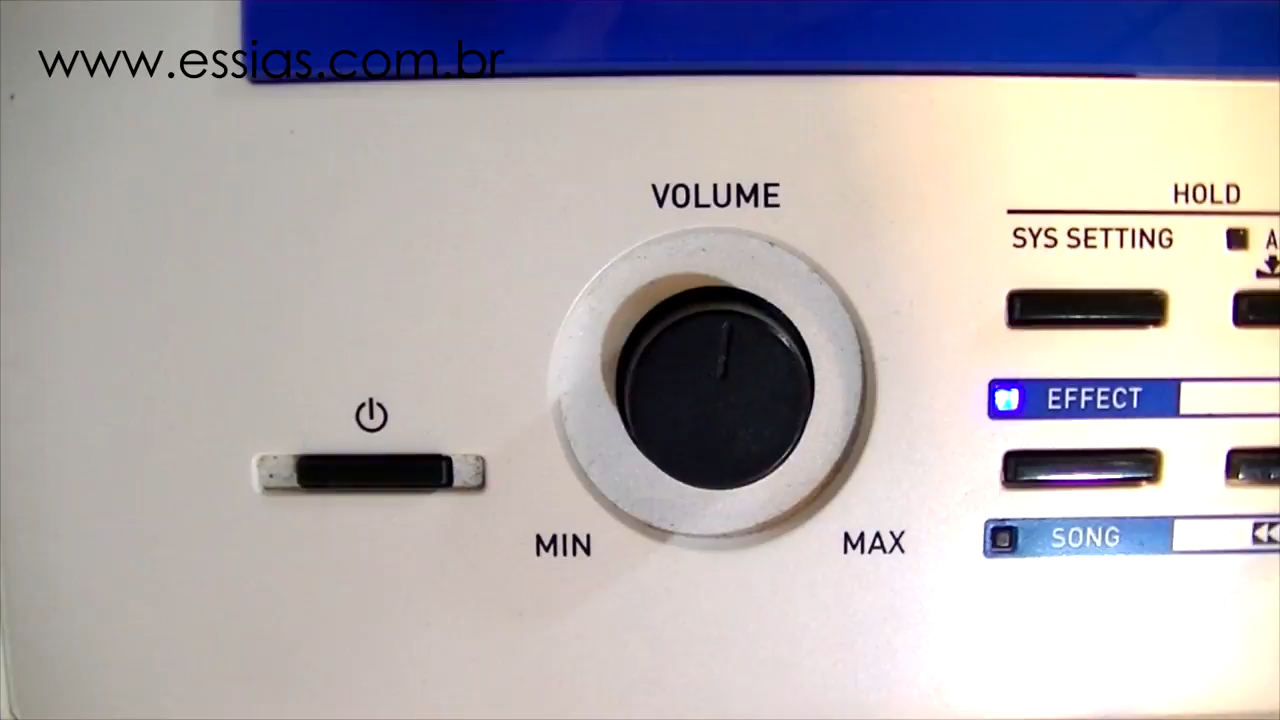 www.essias.com.br
VOLUME
HOLD
SYS SETTING
EFFECT
SONG
MIN
MAX